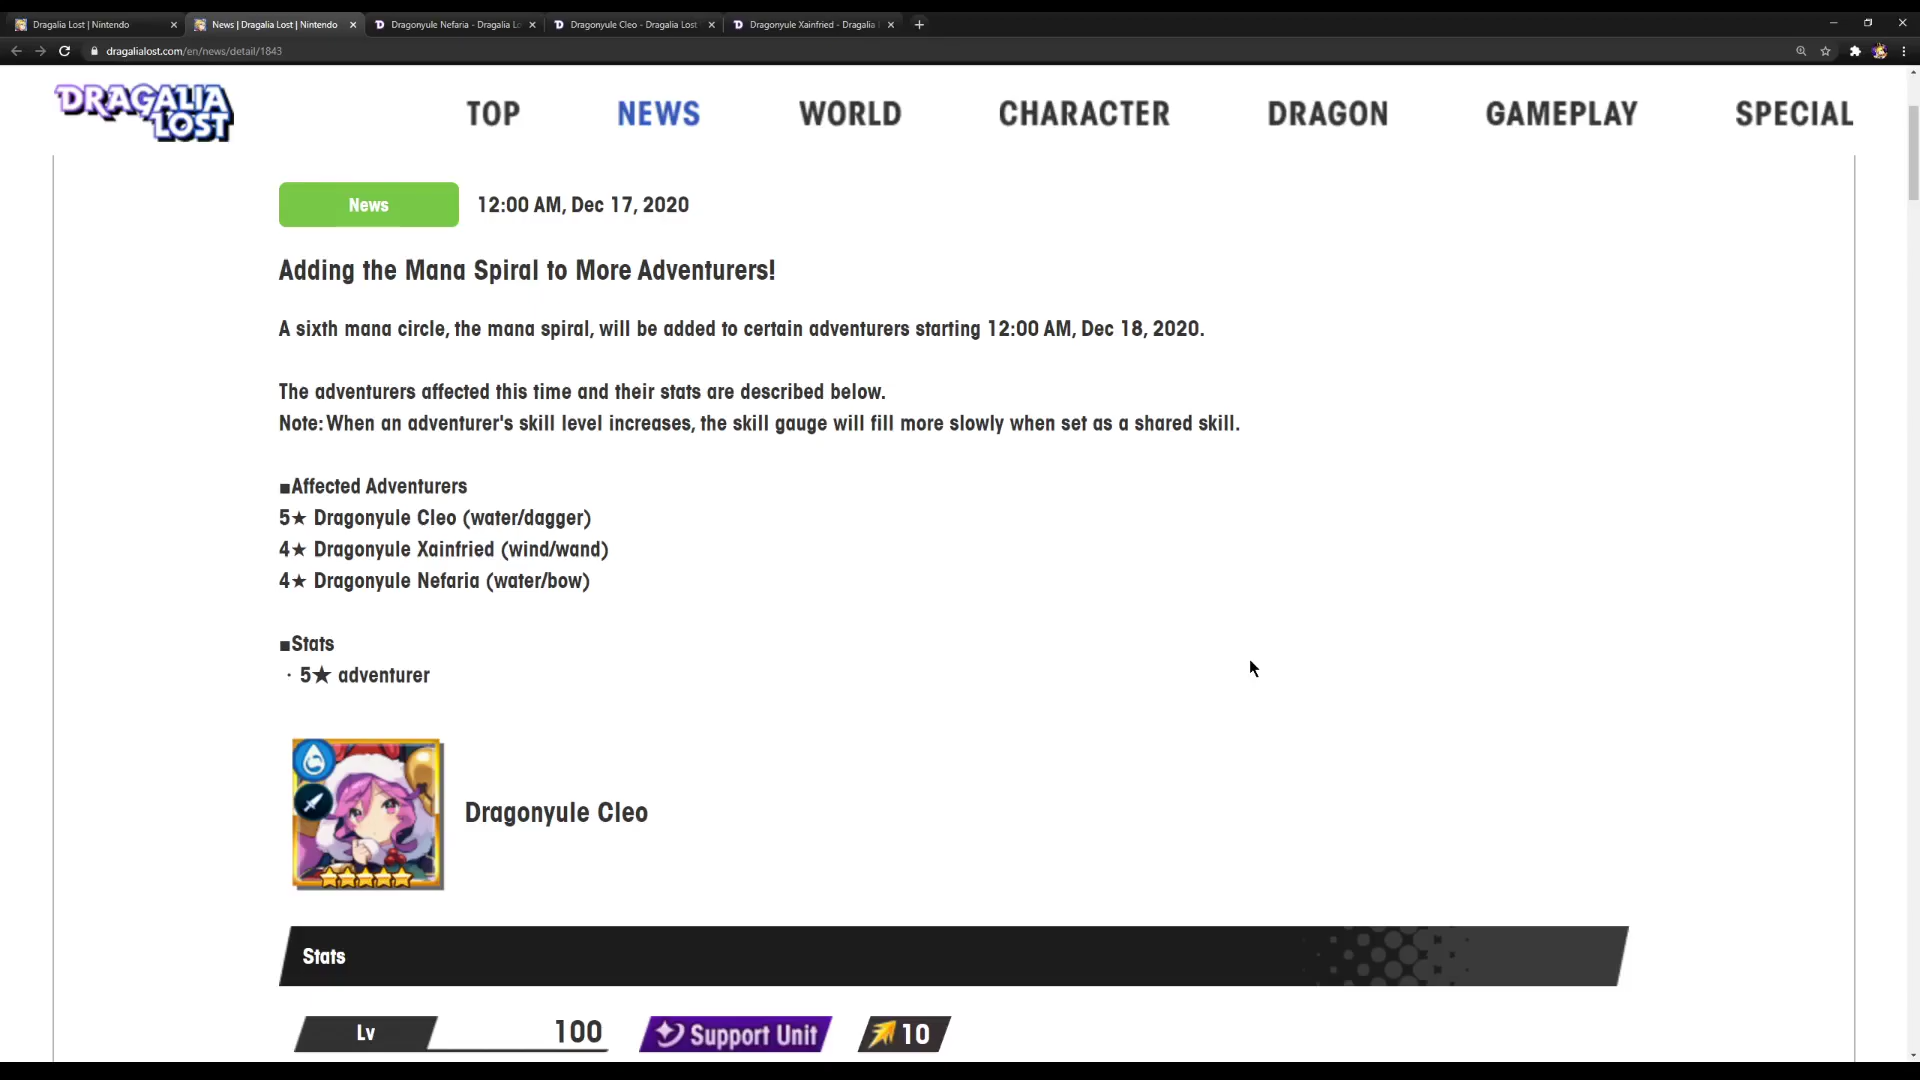 Dragalia Lost | Nintendo
News | Dragalia Lost | Nintendo
Dragonyule Nefaria - Dragalia Lo
Dragonyule Cleo - Dragalia Lost
Dragonyule Xainfried - Dragalia
dragalialost.com/en/news/detail/1843
DRAGALIA LOST
TOP NEWS WORLD CHARACTER DRAGON GAMEPLAY SPECIAL
News 12:00 AM, Dec 17, 2020
Adding the Mana Spiral to More Adventurers!
A sixth mana circle, the mana spiral, will be added to certain adventurers starting 12:00 AM, Dec 18, 2020.
The adventurers affected this time and their stats are described below.
Note: When an adventurer's skill level increases, the skill gauge will fill more slowly when set as a shared skill.
■Affected Adventurers
5★ Dragonyule Cleo (water/dagger)
4★ Dragonyule Xainfried (wind/wand)
4★ Dragonyule Nefaria (water/bow)
■Stats
· 5★ adventurer
Dragonyule Cleo
Stats
Lv 100 Support Unit 10